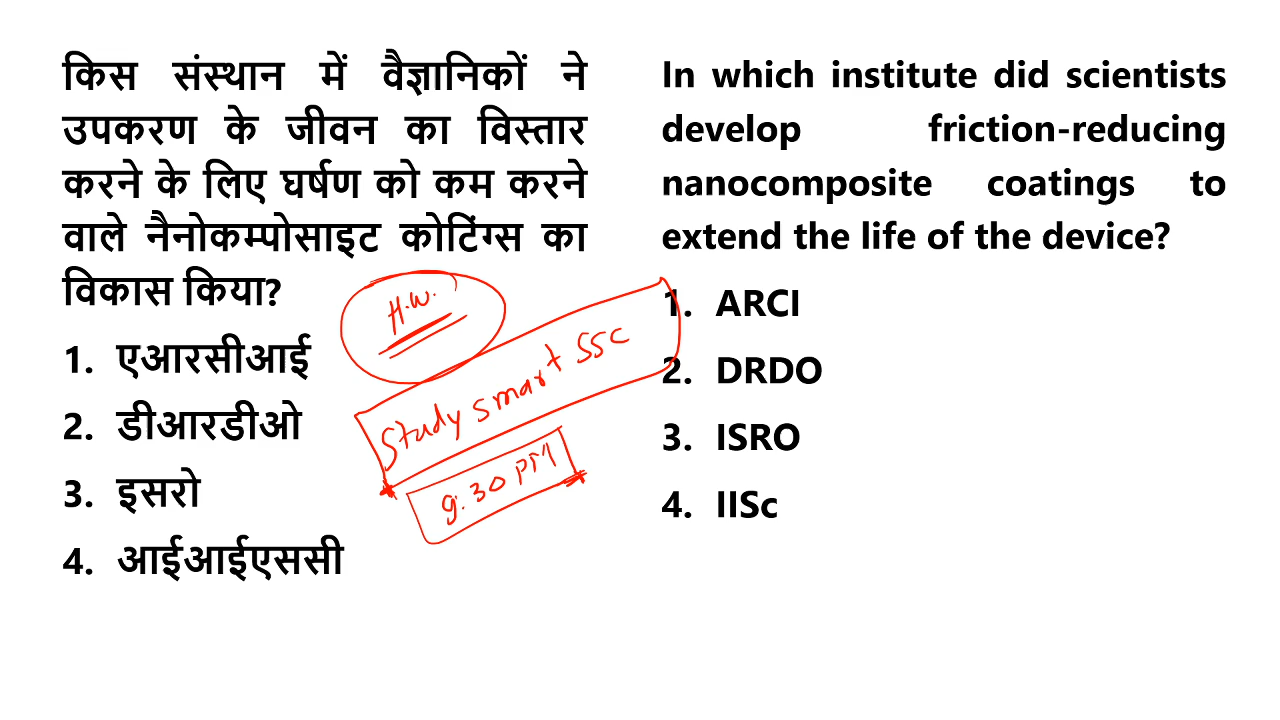 किस संस्थान में वैज्ञानिकों ने
उपकरण के जीवन का विस्तार
करने के लिए घर्षण को कम करने
वाले नैनोकम्पोसाइट कोटिंग्स का
विकास किया?
1. एआरसीआई
2. डीआरडीओ
3. इसरो
4. आईआईएससी
H.W.
Study smart SSC
9.30 PM
In which institute did scientists
develop friction-reducing
nanocomposite coatings to
extend the life of the device?
1. ARCI
2. DRDO
3. ISRO
4. IISc